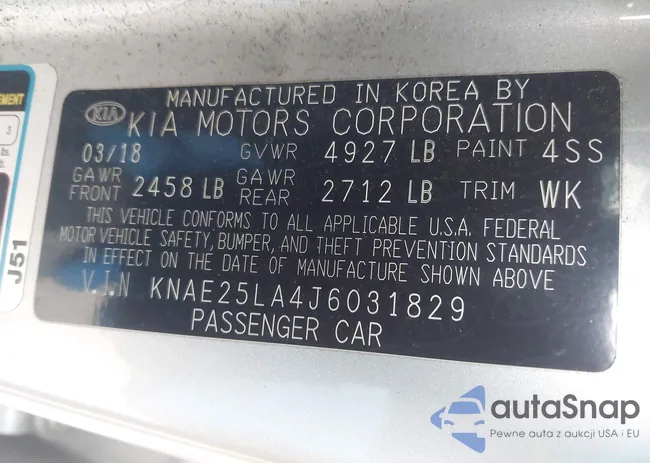 EMENT
3
lbs.
J51
MANUFACTURED IN KOREA BY
KIA KIA MOTORS CORPORATION
03/18 GVWR 4927 LB PAINT 4SS
GAWR FRONT 2458 LB GAWR REAR 2712 LB TRIM WK
THIS VEHICLE CONFORMS TO ALL APPLICABLE U.S.A. FEDERAL
MOTOR VEHICLE SAFETY, BUMPER, AND THEFT PREVENTION STANDARDS
IN EFFECT ON THE DATE OF MANUFACTURE SHOWN ABOVE
V.I.N KNAE25LA4J6031829
PASSENGER CAR
autaSnap
Pewne auta z aukcji USA i EU